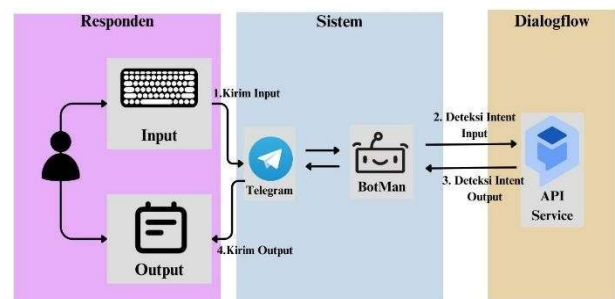 Responden
Sistem
Dialogflow
1.Kirim Input
Input
Telegram
BotMan
2. Deteksi Intent
Input
3. Deteksi Intent
Output
API
Service
4.Kirim Output
Output